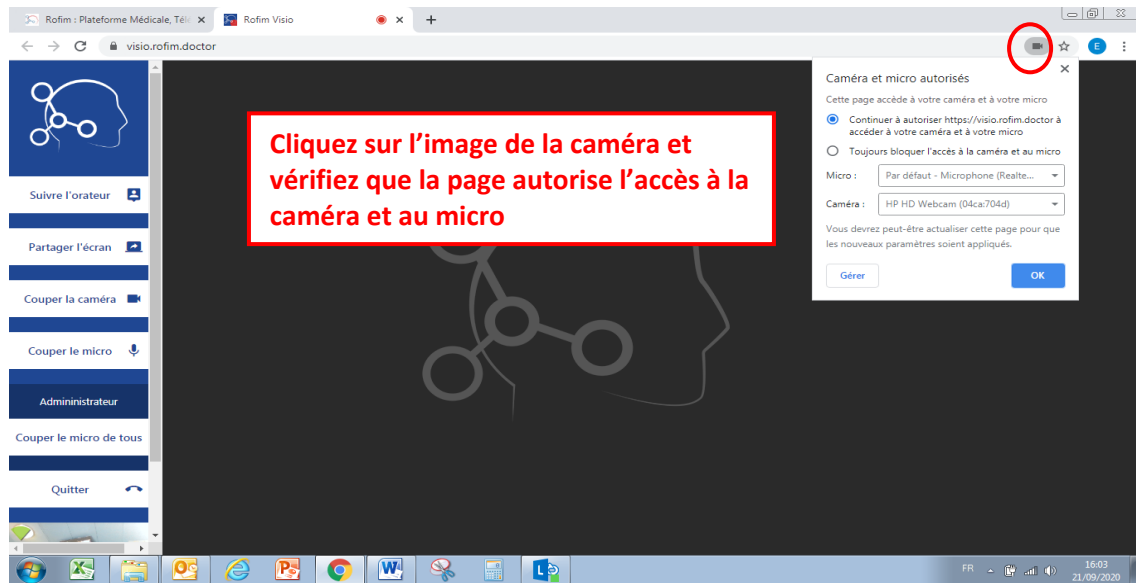 Rofim : Plateforme Médicale, Télé
Rofim Visio
visio.rofim.doctor
E
Caméra et micro autorisés
Cette page accède à votre caméra et à votre micro
Continuer à autoriser https://visio.rofim.doctor à
accéder à votre caméra et à votre micro
Toujours bloquer l'accès à la caméra et au micro
Micro :
Par défaut - Microphone (Realte...
Caméra :
HP HD Webcam (04ca:704d)
Vous devrez peut-être actualiser cette page pour que
les nouveaux paramètres soient appliqués.
Gérer
OK
Cliquez sur l’image de la caméra et
vérifiez que la page autorise l’accès à la
caméra et au micro
Suivre l'orateur
Partager l'écran
Couper la caméra
Couper le micro
Admininistrateur
Couper le micro de tous
Quitter
FR
16:03
21/09/2020